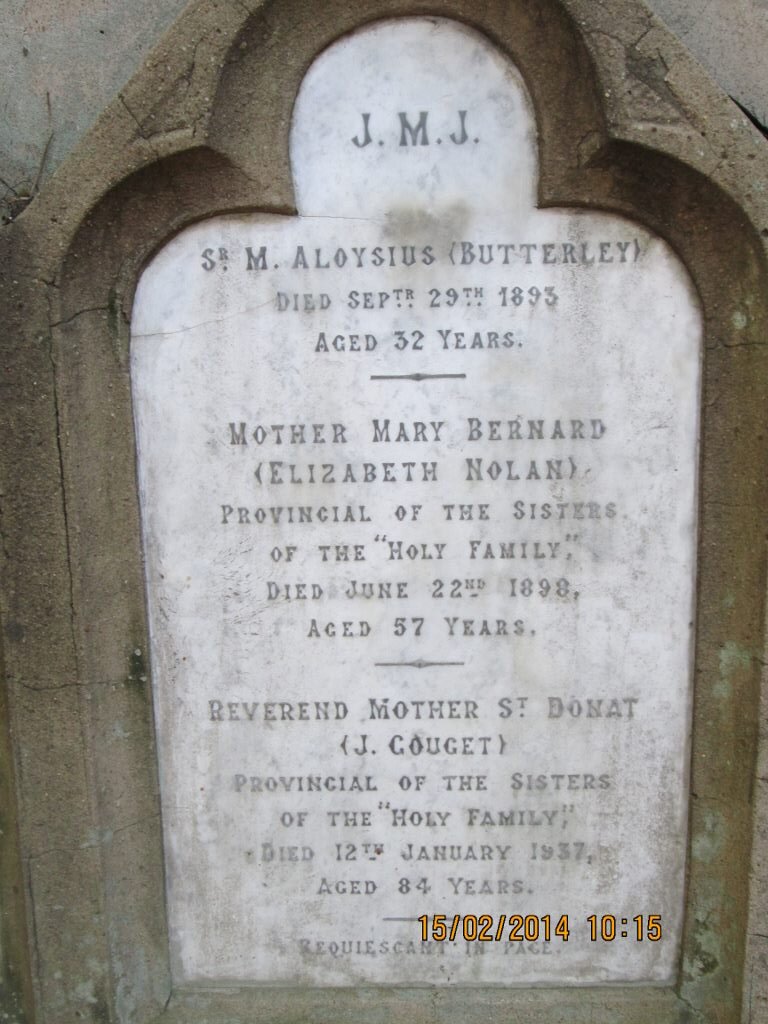 J. M. J.
SR. M. ALOYSIUS (BUTTERLEY)
DIED SEPTR. 29TH 1893
AGED 32 YEARS.
MOTHER MARY BERNARD
(ELIZABETH NOLAN).
PROVINCIAL OF THE SISTERS
OF THE "HOLY FAMILY",
DIED JUNE 22ND. 1898,
AGED 57 YEARS.
REVEREND MOTHER ST. DONAT
(J. GOUGET)
PROVINCIAL OF THE SISTERS
OF THE "HOLY FAMILY",
DIED 12TH JANUARY 1937,
AGED 84 YEARS.
15/02/2014 10:15
REQUIESCANT IN PACE.